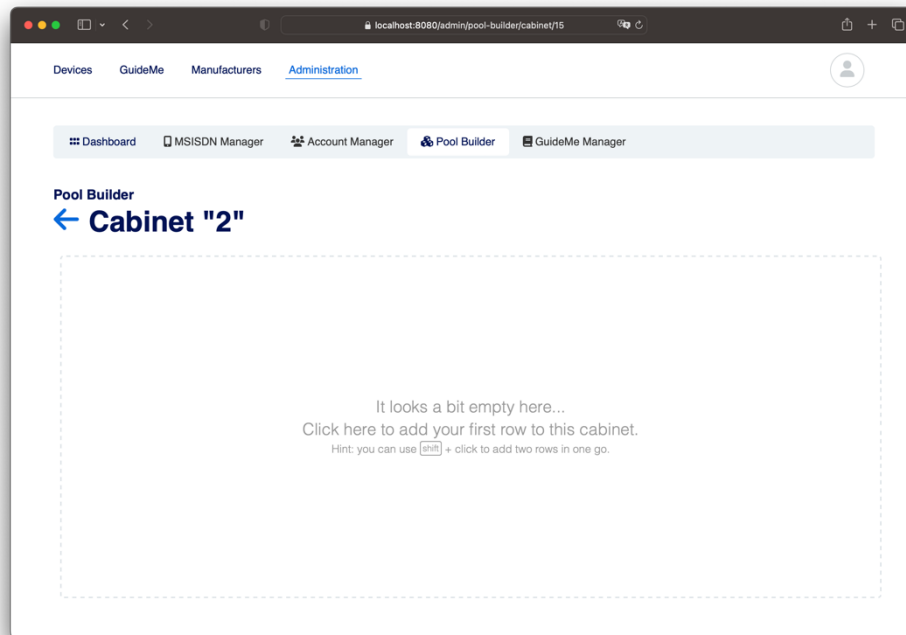 localhost:8080/admin/pool-builder/cabinet/15
Devices GuideMe Manufacturers Administration
Dashboard MSISDN Manager Account Manager Pool Builder GuideMe Manager
Pool Builder
Cabinet "2"
It looks a bit empty here...
Click here to add your first row to this cabinet.
Hint: you can use shift + click to add two rows in one go.